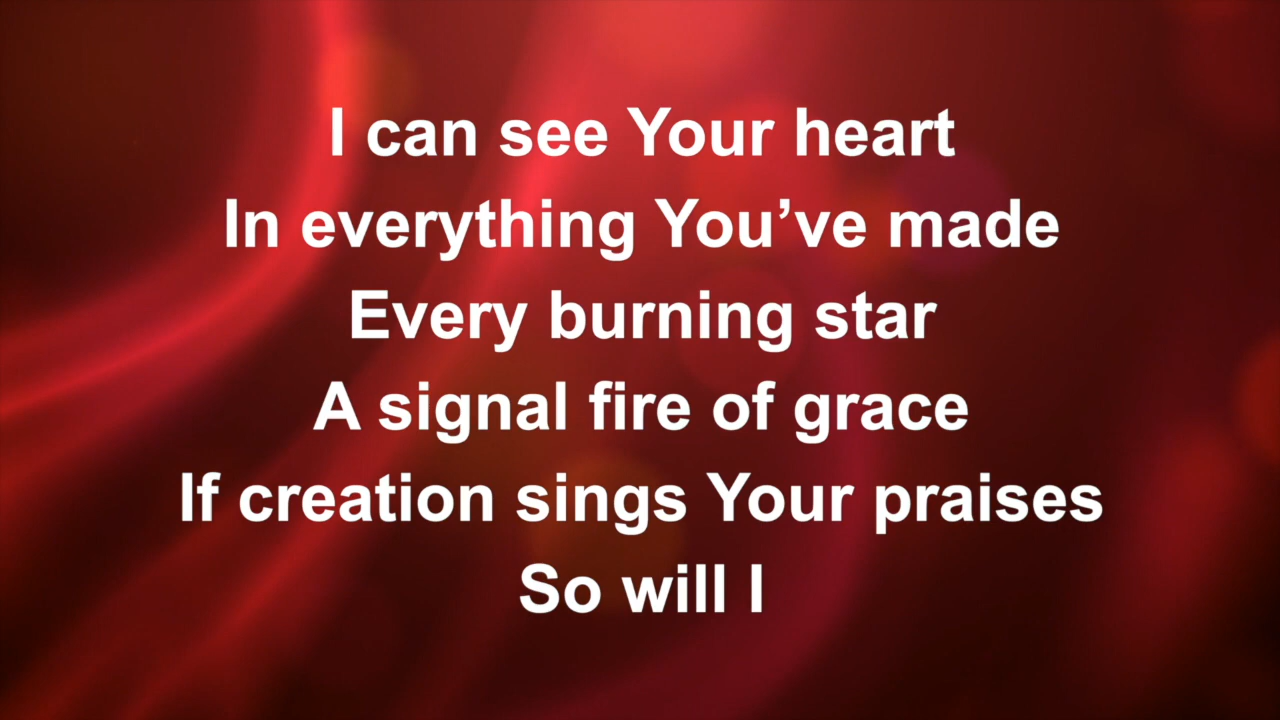 I can see Your heart
In everything You’ve made
Every burning star
A signal fire of grace
If creation sings Your praises
So will I